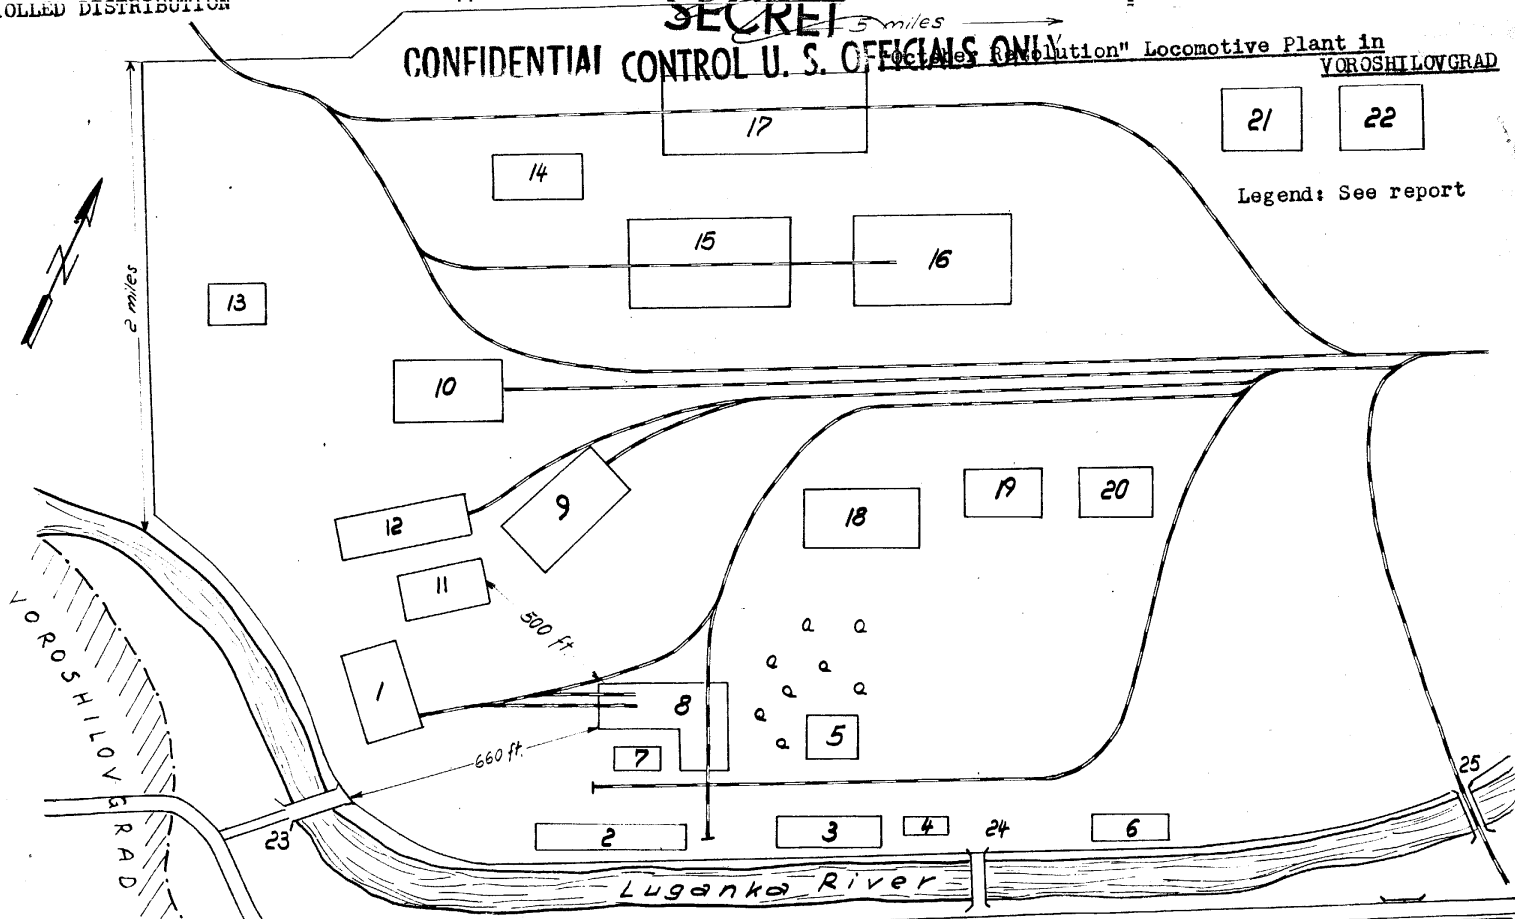 OLLED DISTRIBUTION
SECRET
5 miles
CONFIDENTIAL CONTROL U. S. OFFICIALS ONLY
"October Revolution" Locomotive Plant in
VOROSHILOVGRAD
17
21
22
14
Legend: See report
15
16
N
2 miles
13
10
9
12
18
19
20
11
500 ft.
VOROSHILOVGRAD
1
8
5
7
660 ft.
25
23
2
3
4
24
6
Luganka River